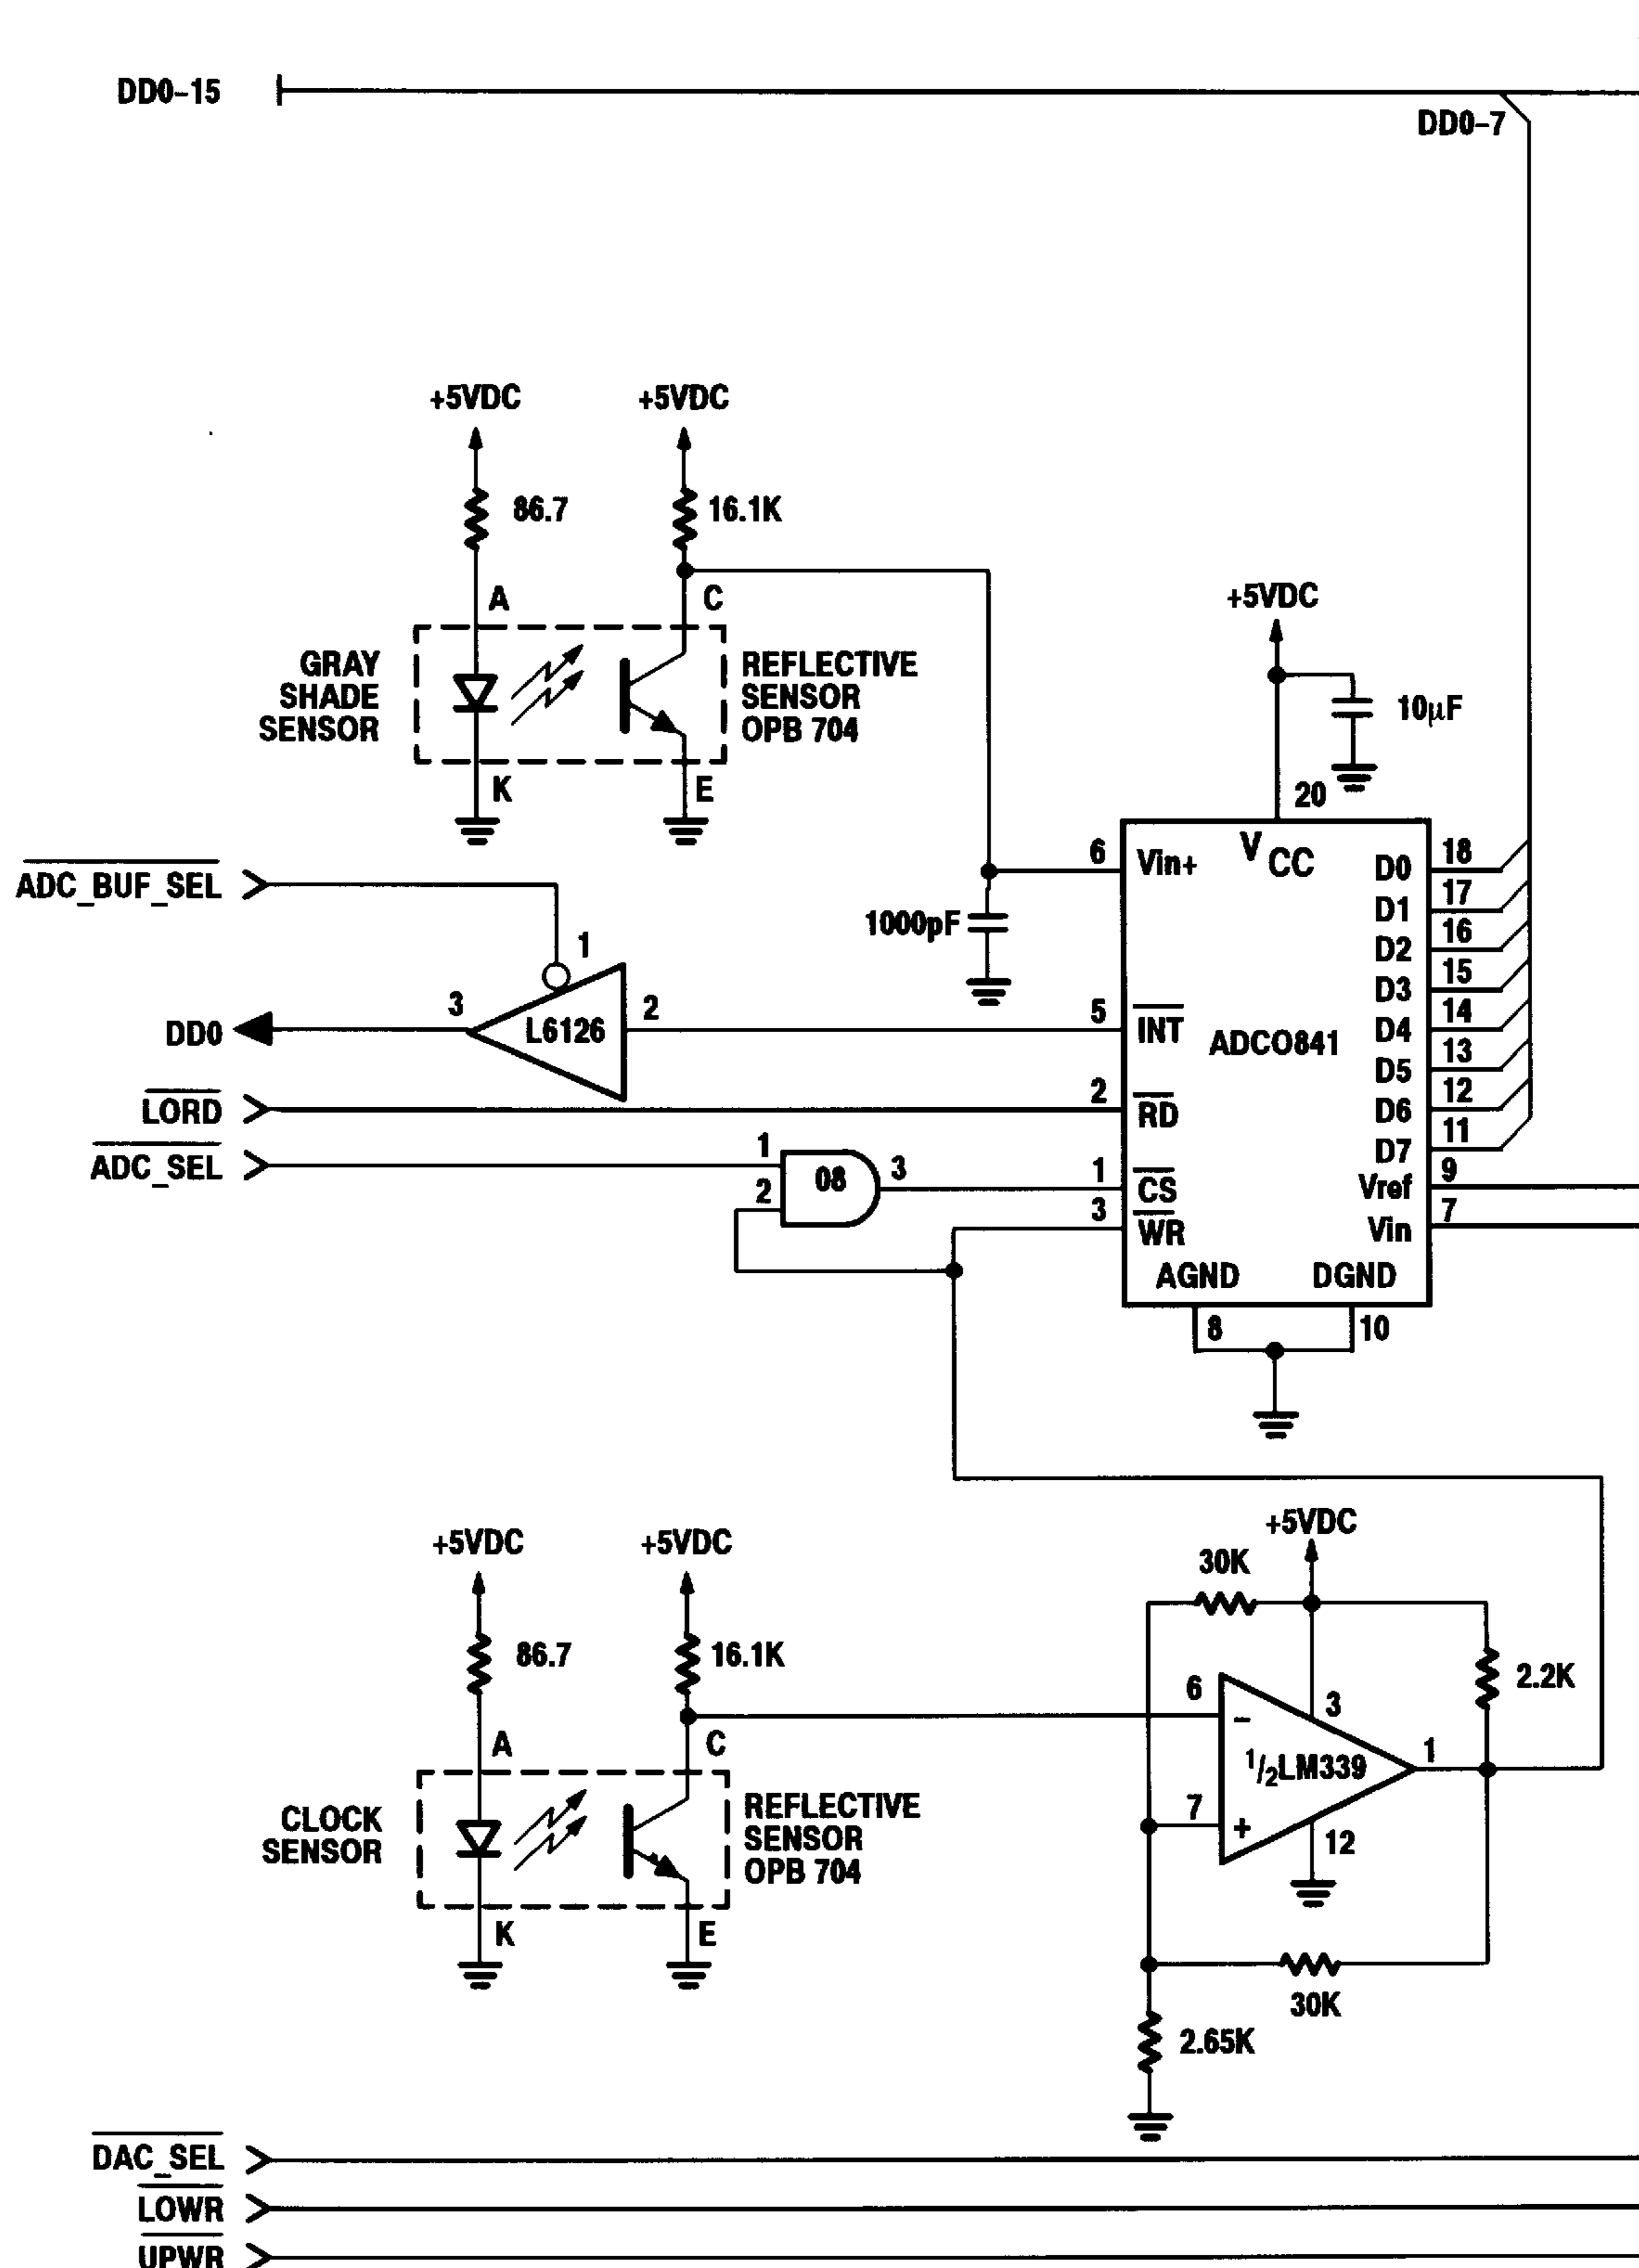 DD0-15
DD0-7
+5VDC
+5VDC
86.7
16.1K
A
C
GRAY
SHADE
SENSOR
REFLECTIVE
SENSOR
OPB 704
K
E
+5VDC
10µF
20
ADC_BUF_SEL
1
3
L6126
2
DD0
LORD
ADC_SEL
1
2
08
3
1000pF
6
Vin+
VCC
5
INT
ADCO841
2
RD
1
CS
3
WR
D0
18
D1
17
D2
16
D3
15
D4
14
D5
13
D6
12
D7
11
Vref
9
Vin
7
AGND
DGND
8
10
+5VDC
+5VDC
86.7
16.1K
A
C
CLOCK
SENSOR
REFLECTIVE
SENSOR
OPB 704
K
E
+5VDC
30K
2.2K
6
-
3
1/2LM339
1
7
+
12
30K
2.65K
DAC_SEL
LOWR
UPWR